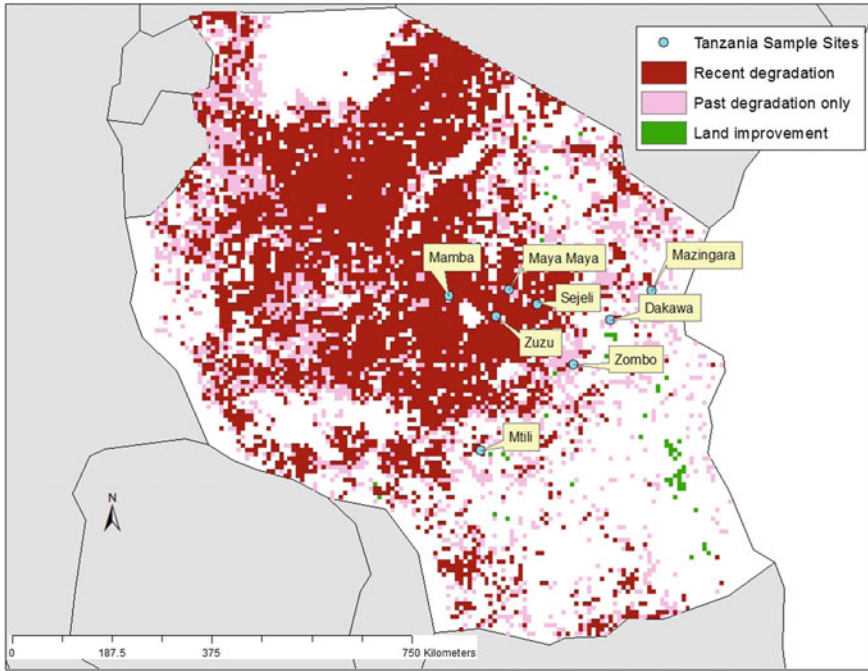 Tanzania Sample Sites
Recent degradation
Past degradation only
Land improvement
Mamba
Maya Maya
Mazingara
Sejeli
Dakawa
Zuzu
Zombo
Mtili
N
0 187.5 375 750 Kilometers